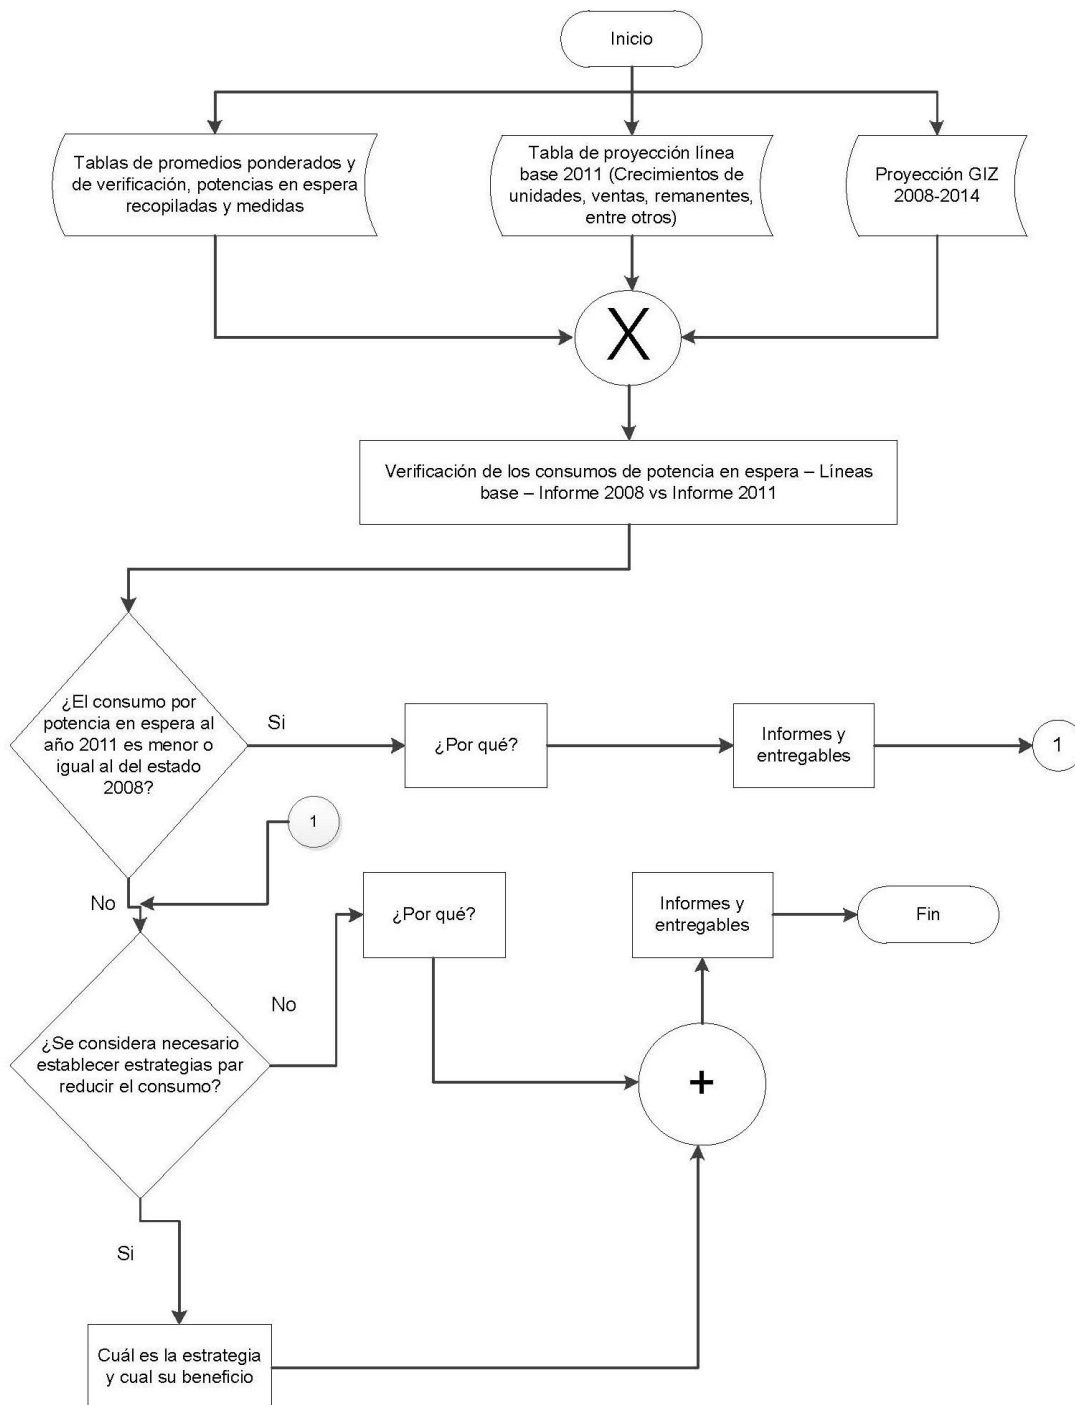 Inicio
Tablas de promedios ponderados y
de verificación, potencias en espera
recopiladas y medidas
Tabla de proyección línea
base 2011 (Crecimientos de
unidades, ventas, remanentes,
entre otros)
Proyección GIZ
2008-2014
X
Verificación de los consumos de potencia en espera – Líneas
base – Informe 2008 vs Informe 2011
¿El consumo por
potencia en espera al
año 2011 es menor o
igual al del estado
2008?
Si
¿Por qué?
Informes y
entregables
1
1
No
¿Se considera necesario
establecer estrategias par
reducir el consumo?
No
¿Por qué?
Informes y
entregables
Fin
+
Si
Cuál es la estrategia
y cual su beneficio